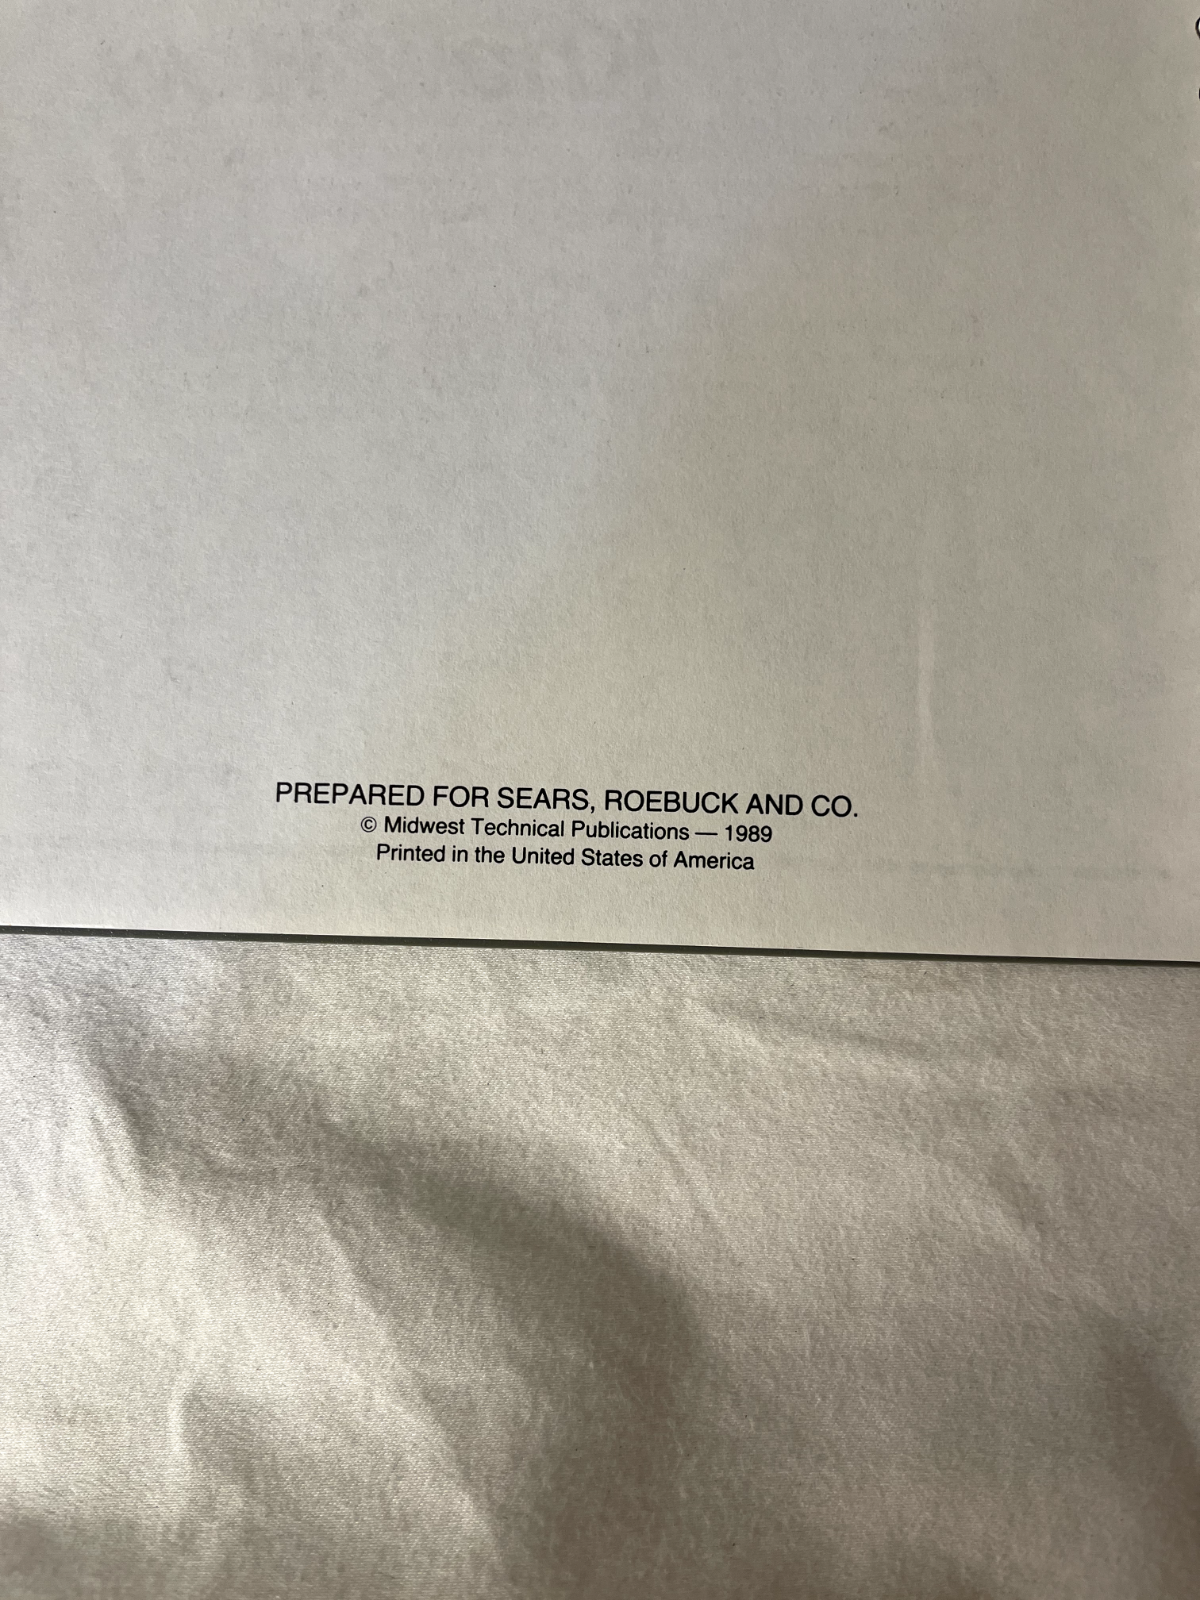 PREPARED FOR SEARS, ROEBUCK AND CO.
© Midwest Technical Publications — 1989
Printed in the United States of America